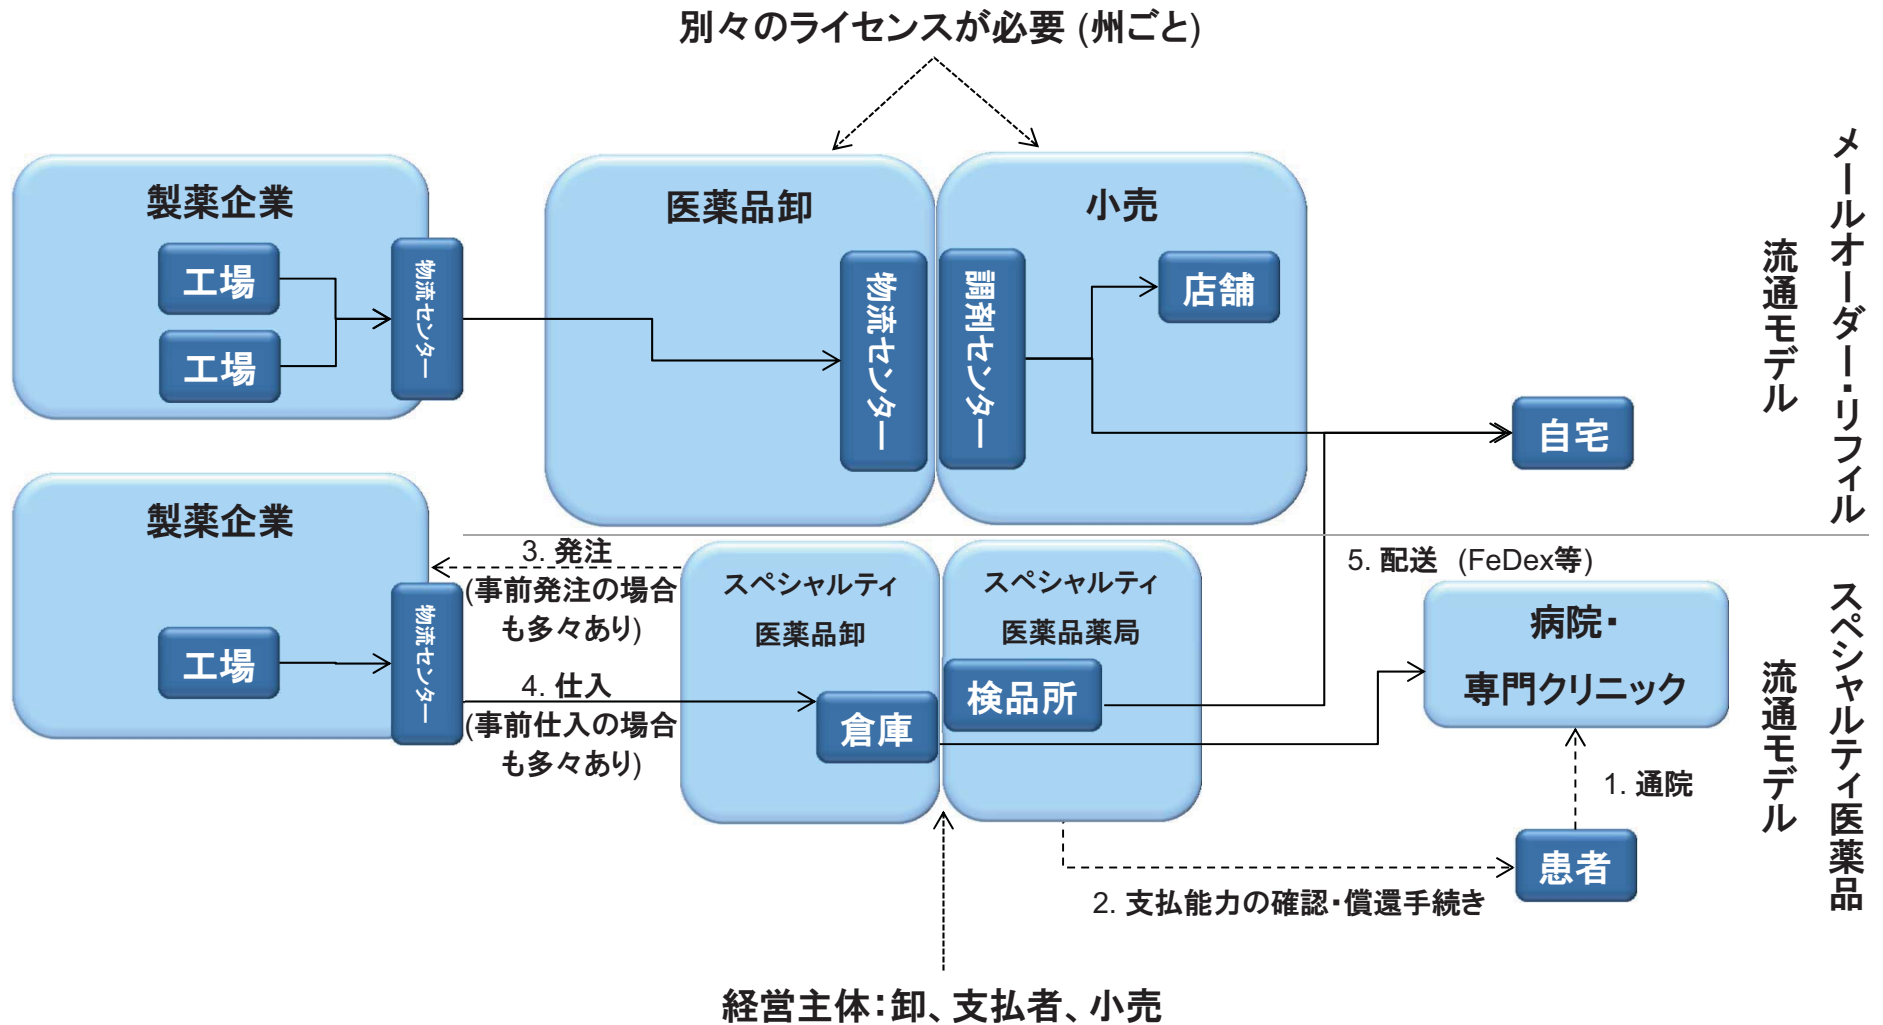 別々のライセンスが必要 (州ごと)
製薬企業
工場
工場
物流センター
医薬品卸
物流センター
小売
調剤センター
店舗
自宅
メールオーダー・リフィル
流通モデル
製薬企業
工場
物流センター
3. 発注
(事前発注の場合
も多々あり)
4. 仕入
(事前仕入の場合
も多々あり)
スペシャルティ
医薬品卸
倉庫
スペシャルティ
医薬品薬局
検品所
5. 配送 (FeDex等)
病院・
専門クリニック
1. 通院
患者
2. 支払能力の確認・償還手続き
スペシャルティ医薬品
流通モデル
経営主体：卸、支払者、小売